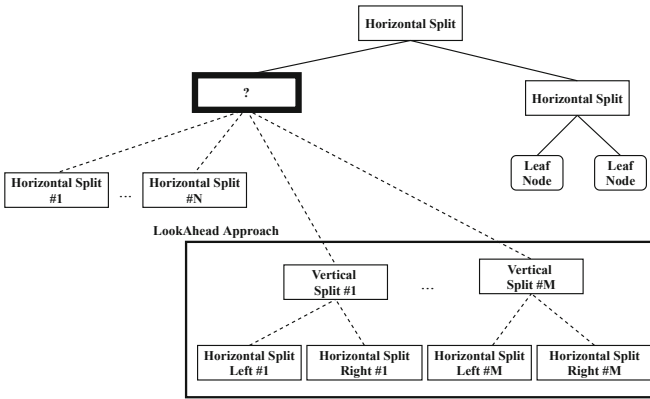 Horizontal Split
?
Horizontal Split
Horizontal Split
#1
...
Horizontal Split
#N
Leaf
Node
Leaf
Node
LookAhead Approach
Vertical
Split #1
...
Vertical
Split #M
Horizontal Split
Left #1
Horizontal Split
Right #1
Horizontal Split
Left #M
Horizontal Split
Right #M